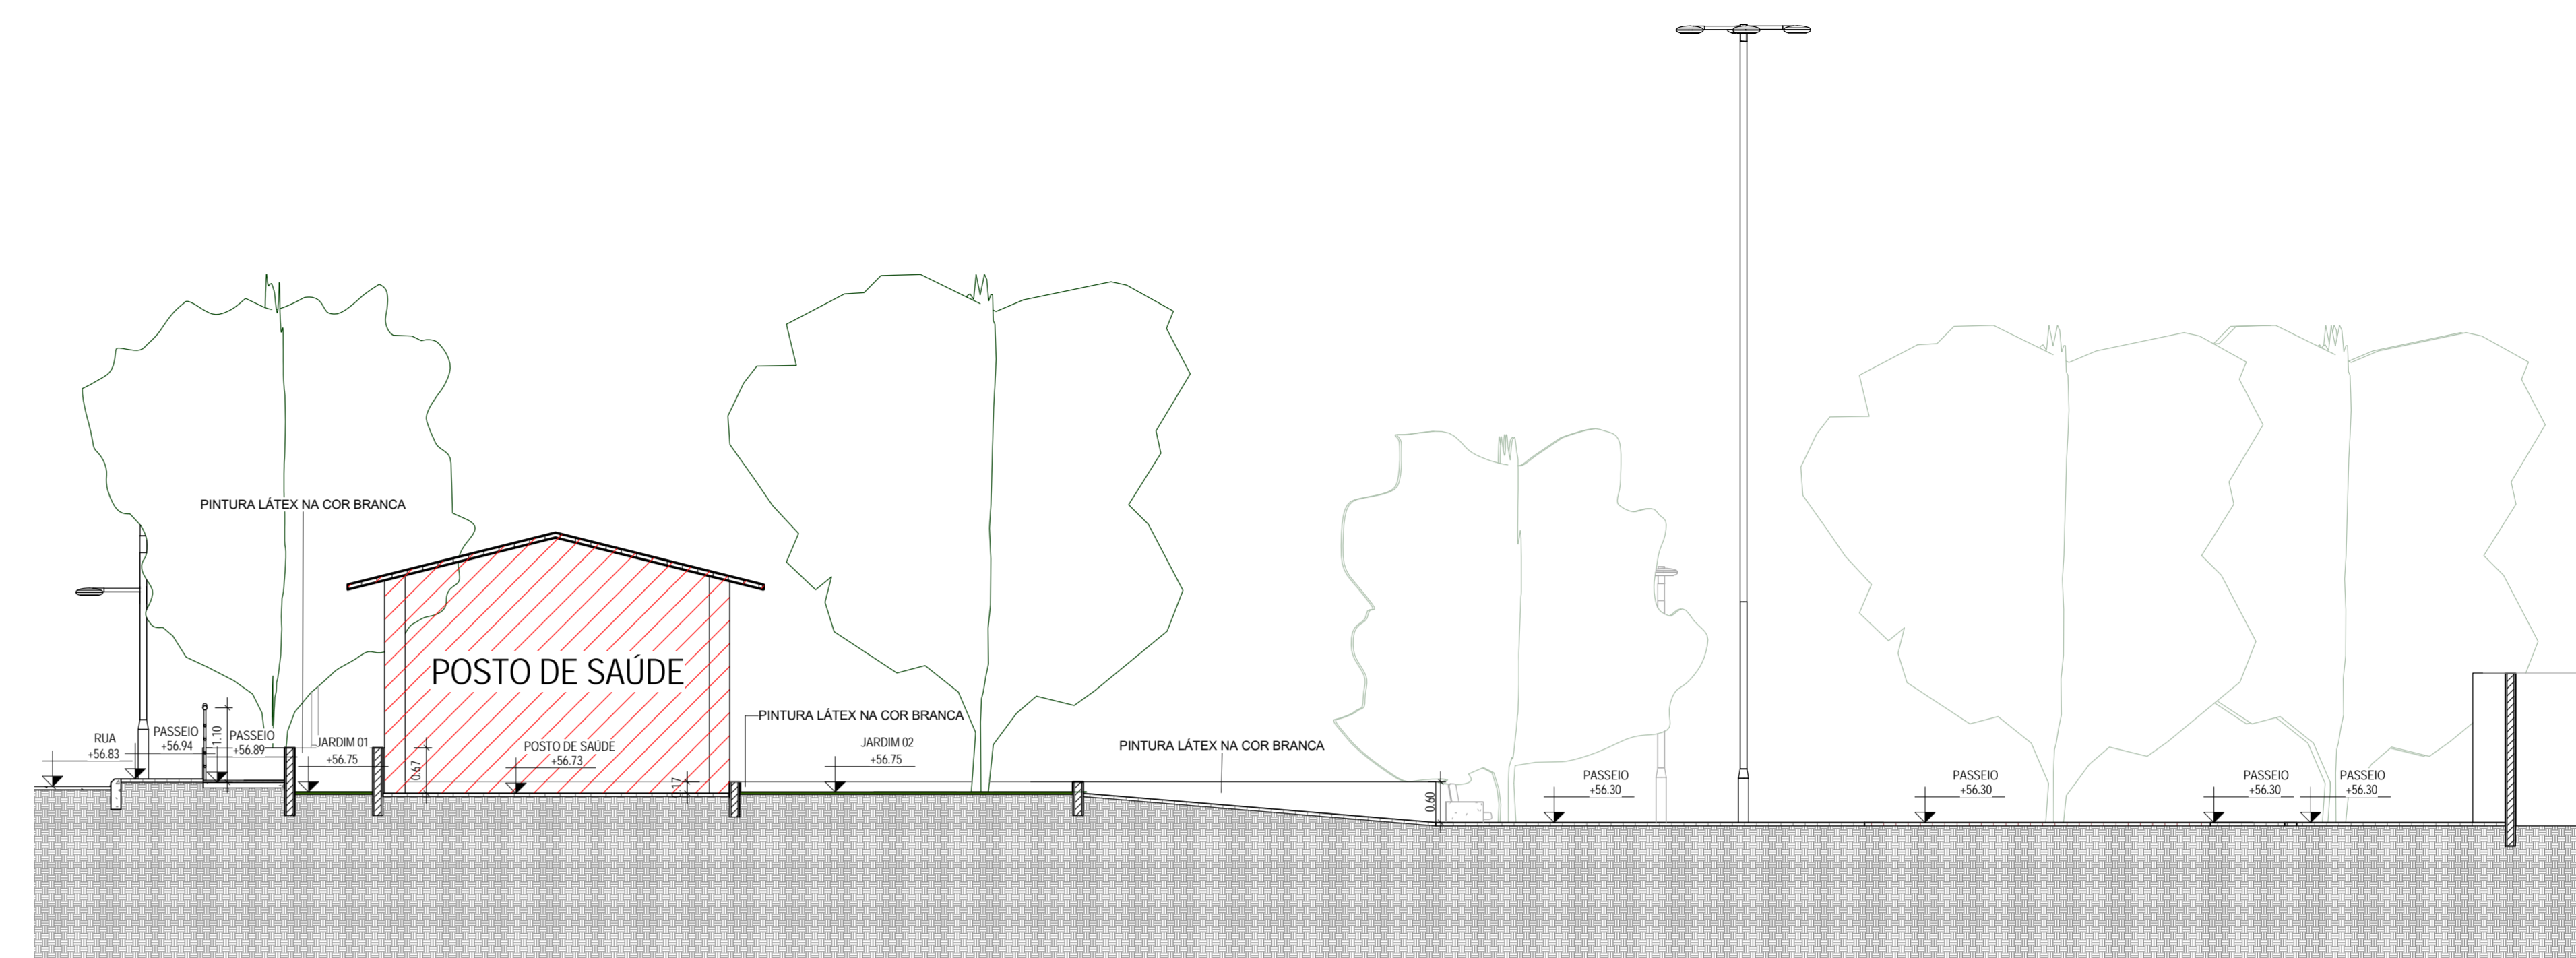 PINTURA LÁTEX NA COR BRANCA
POSTO DE SAÚDE
RUA
+56.83
PASSEIO
+56.94
1.10
PASSEIO
+56.89
JARDIM 01
+56.75
0.67
POSTO DE SAÚDE
+56.73
PINTURA LÁTEX NA COR BRANCA
JARDIM 02
+56.75
PINTURA LÁTEX NA COR BRANCA
0.60
PASSEIO
+56.30
PASSEIO
+56.30
PASSEIO
+56.30
PASSEIO
+56.30